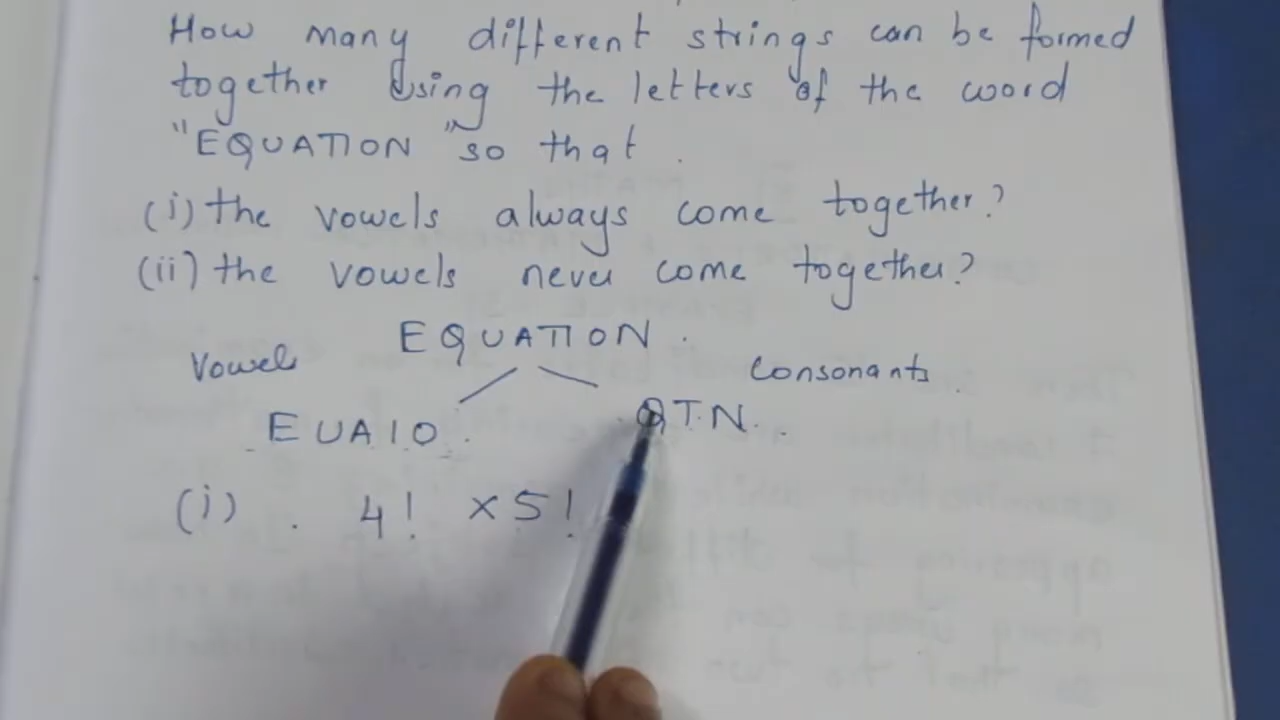 How many different strings can be formed
together using the letters of the word
"EQUATION" so that .
(i) the vowels always come together?
(ii) the vowels never come together?
EQUATION .
Vowels
Consonants
EUAIO .
QTN . .
(i) . 4! × 5!